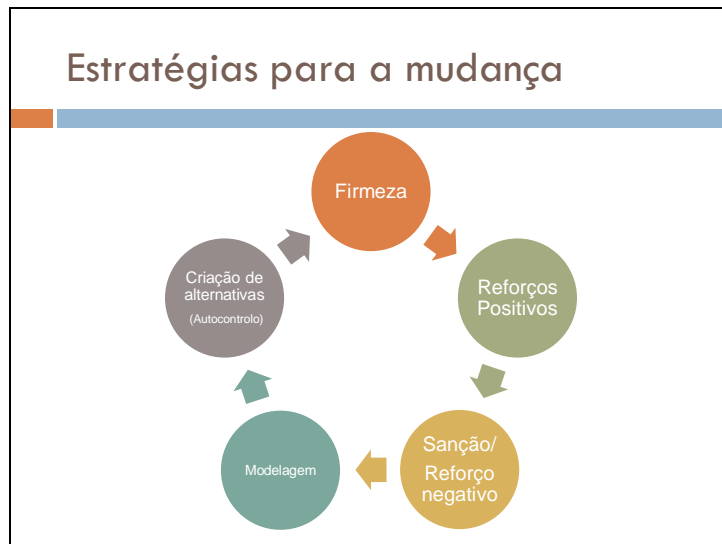 Estratégias para a mudança
Firmeza
Reforços
Positivos
Sanção/
Reforço
negativo
Modelagem
Criação de
alternativas
(Autocontrolo)